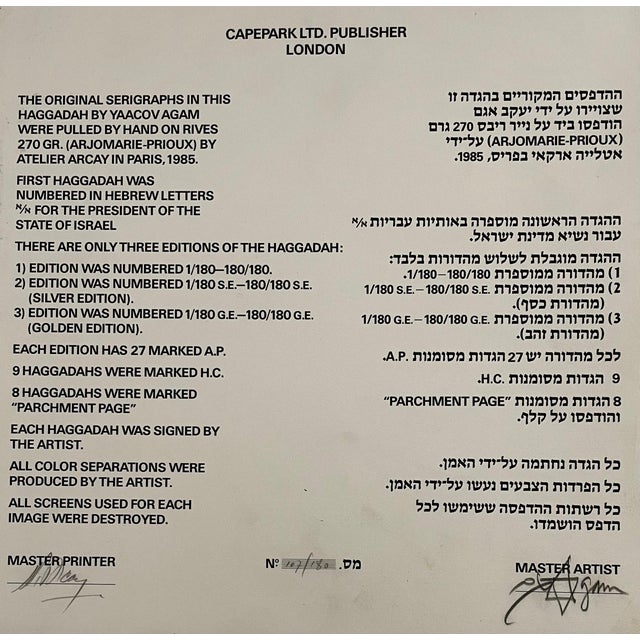 CAPEPARK LTD. PUBLISHER
LONDON
THE ORIGINAL SERIGRAPHS IN THIS
HAGGADAH BY YAACOV AGAM
WERE PULLED BY HAND ON RIVES
270 GR. (ARJOMARIE-PRIOUX) BY
ATELIER ARCAY IN PARIS, 1985.
FIRST HAGGADAH WAS
NUMBERED IN HEBREW LETTERS
א/א FOR THE PRESIDENT OF THE
STATE OF ISRAEL
THERE ARE ONLY THREE EDITIONS OF THE HAGGADAH:
1) EDITION WAS NUMBERED 1/180—180/180.
2) EDITION WAS NUMBERED 1/180 S.E.—180/180 S.E.
(SILVER EDITION).
3) EDITION WAS NUMBERED 1/180 G.E.—180/180 G.E.
(GOLDEN EDITION).
EACH EDITION HAS 27 MARKED A.P.
9 HAGGADAHS WERE MARKED H.C.
8 HAGGADAHS WERE MARKED
"PARCHMENT PAGE"
EACH HAGGADAH WAS SIGNED BY
THE ARTIST.
ALL COLOR SEPARATIONS WERE
PRODUCED BY THE ARTIST.
ALL SCREENS USED FOR EACH
IMAGE WERE DESTROYED.
ההדפסים המקוריים בהגדה זו
שצויירו על ידי יעקב אגם
הודפסו ביד על נייר ריבס 270 גרם
(ARJOMARIE-PRIOUX) על־ידי
אטלייה ארקאי בפריס, 1985.
ההגדה הראשונה מוספרה באותיות עבריות א/א
עבור נשיא מדינת ישראל.
ההגדה מוגבלת לשלוש מהדורות בלבד:
1) מהדורה ממוספרת 1/180—180/180.
2) מהדורה ממוספרת 1/180 S.E.—180/180 S.E.
(מהדורת כסף).
3) מהדורה ממוספרת 1/180 G.E.—180/180 G.E.
(מהדורת זהב).
לכל מהדורה יש 27 הגדות מסומנות A.P.
9 הגדות מסומנות H.C.
8 הגדות מסומנות "PARCHMENT PAGE"
והודפסו על קלף.
כל הגדה נחתמה על־ידי האמן.
כל הפרדות הצבעים נעשו על־ידי האמן.
כל רשתות ההדפסה ששימשו לכל
הדפס הושמדו.
MASTER PRINTER
Nº 107/180 מס.
MASTER ARTIST
Agam